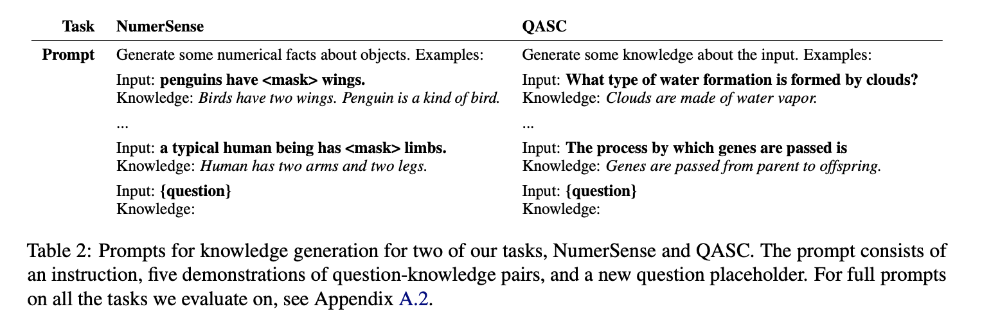 Task NumerSense QASC
Prompt Generate some numerical facts about objects. Examples: Generate some knowledge about the input. Examples:
Input: penguins have <mask> wings. Input: What type of water formation is formed by clouds?
Knowledge: Birds have two wings. Penguin is a kind of bird. Knowledge: Clouds are made of water vapor.
... ...
Input: a typical human being has <mask> limbs. Input: The process by which genes are passed is
Knowledge: Human has two arms and two legs. Knowledge: Genes are passed from parent to offspring.
Input: {question} Input: {question}
Knowledge: Knowledge:
Table 2: Prompts for knowledge generation for two of our tasks, NumerSense and QASC. The prompt consists of
an instruction, five demonstrations of question-knowledge pairs, and a new question placeholder. For full prompts
on all the tasks we evaluate on, see Appendix A.2.